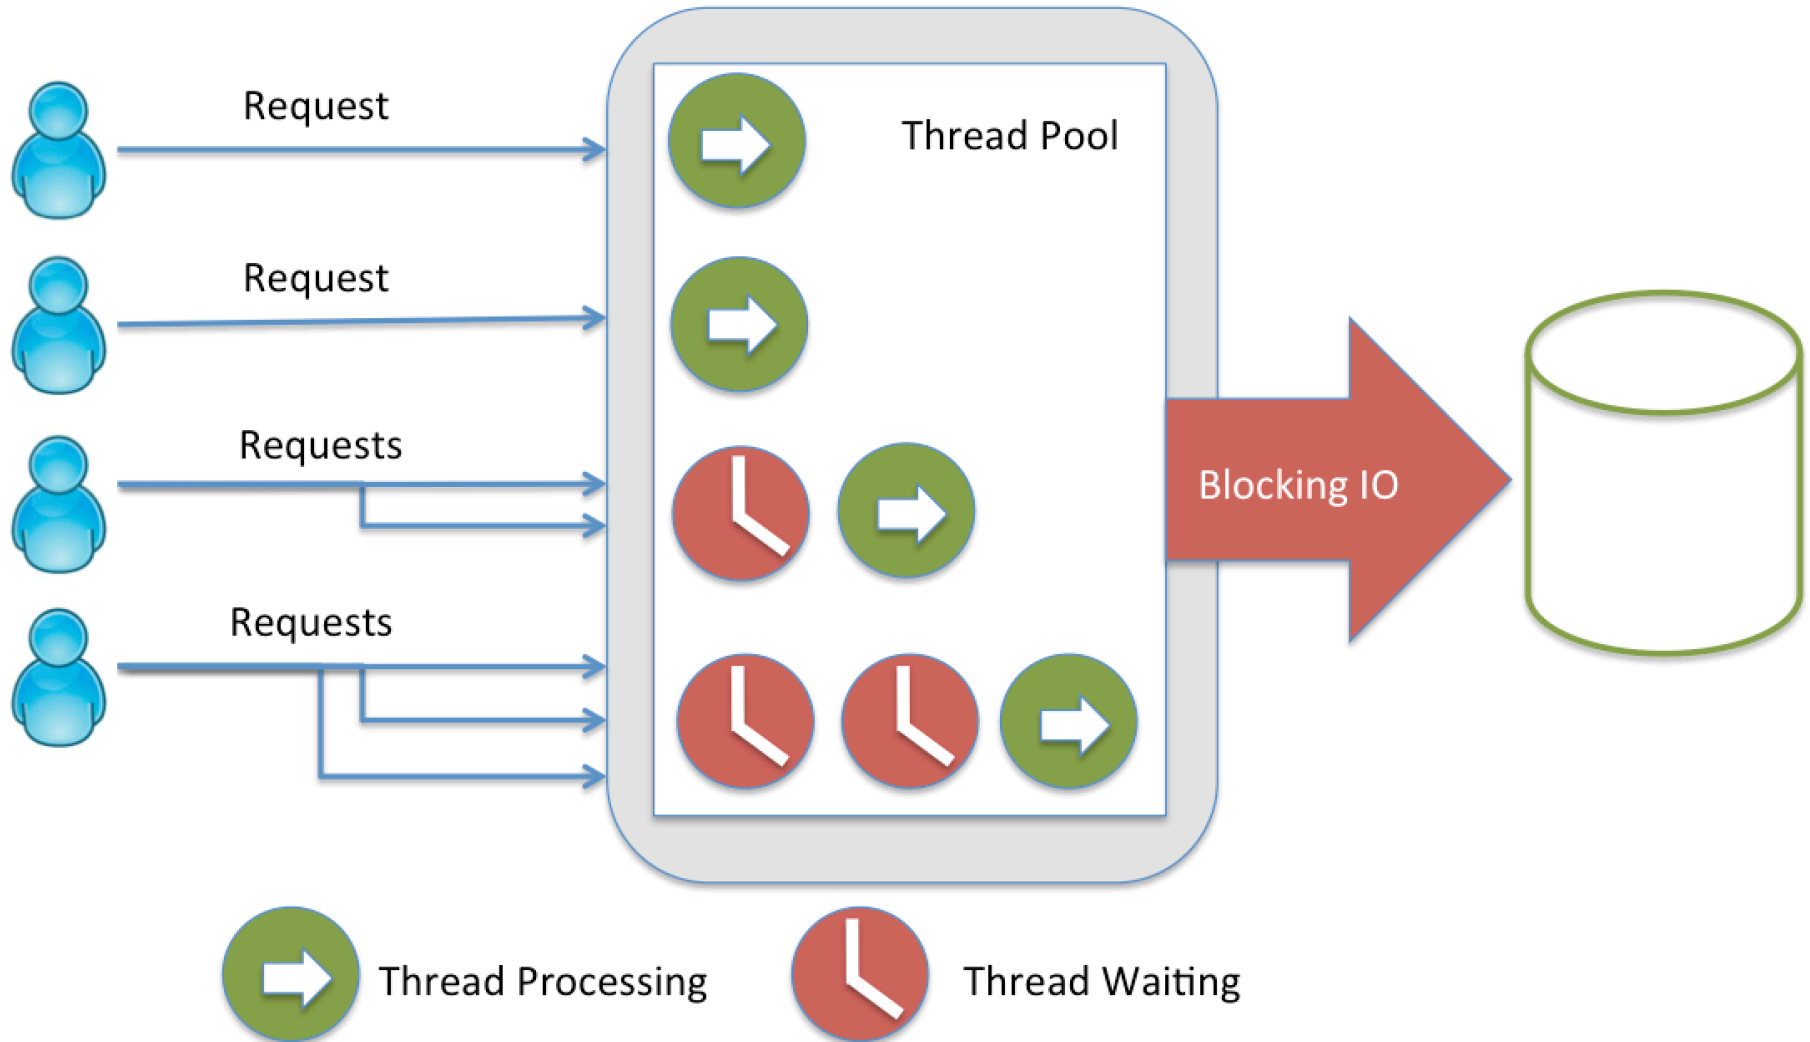 Request
Thread Pool
Request
Requests
Blocking IO
Requests
Thread Processing
Thread Waiting